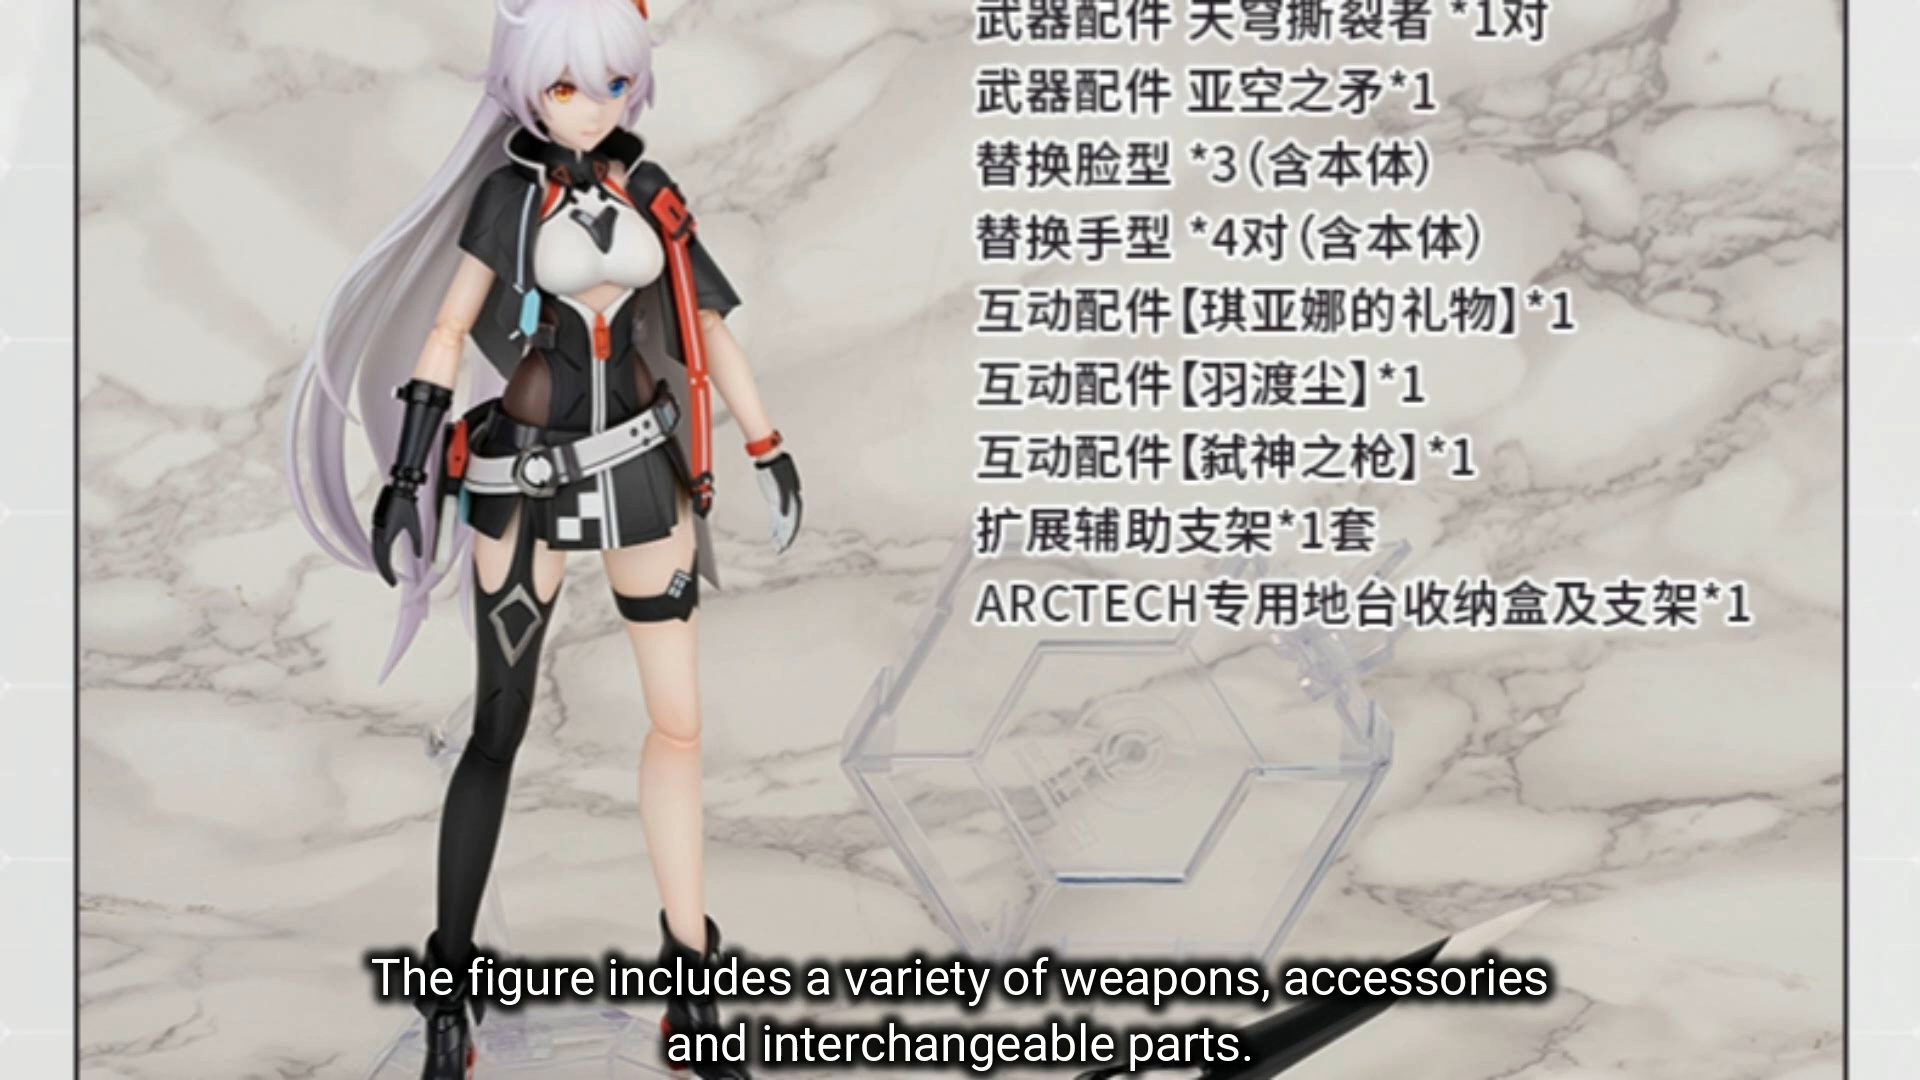 武器配件 天穹撕裂者 *1对
武器配件 亚空之矛*1
替换脸型 *3(含本体)
替换手型 *4对(含本体)
互动配件【琪亚娜的礼物】*1
互动配件【羽渡尘】*1
互动配件【弑神之枪】*1
扩展辅助支架*1套
ARCTECH专用地台收纳盒及支架*1
The figure includes a variety of weapons, accessories
and interchangeable parts.